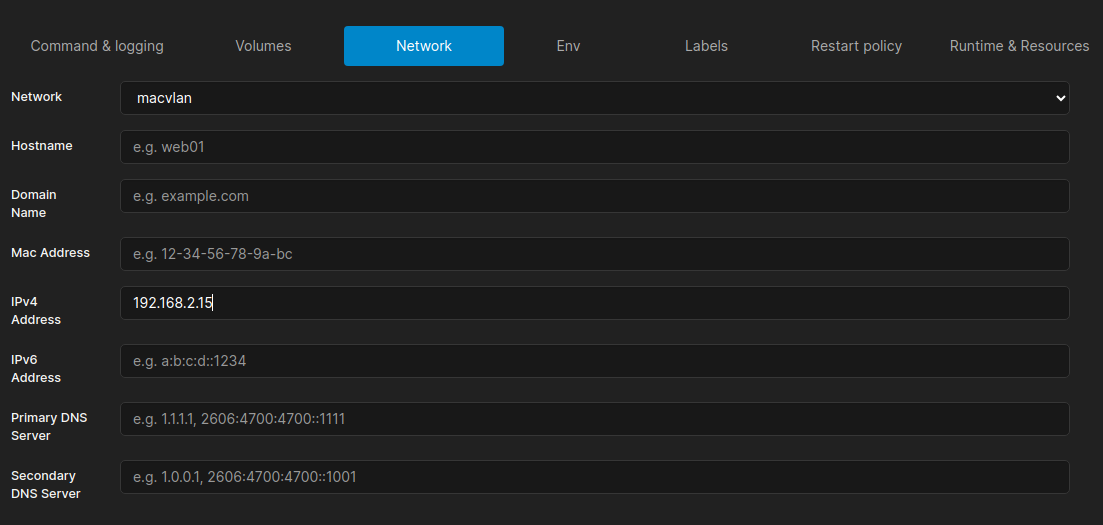 Command & logging Volumes Network Env Labels Restart policy Runtime & Resources
Network macvlan
Hostname e.g. web01
Domain
Name e.g. example.com
Mac Address e.g. 12-34-56-78-9a-bc
IPv4
Address 192.168.2.15
IPv6
Address e.g. a:b:c:d::1234
Primary DNS
Server e.g. 1.1.1.1, 2606:4700:4700::1111
Secondary
DNS Server e.g. 1.0.0.1, 2606:4700:4700::1001